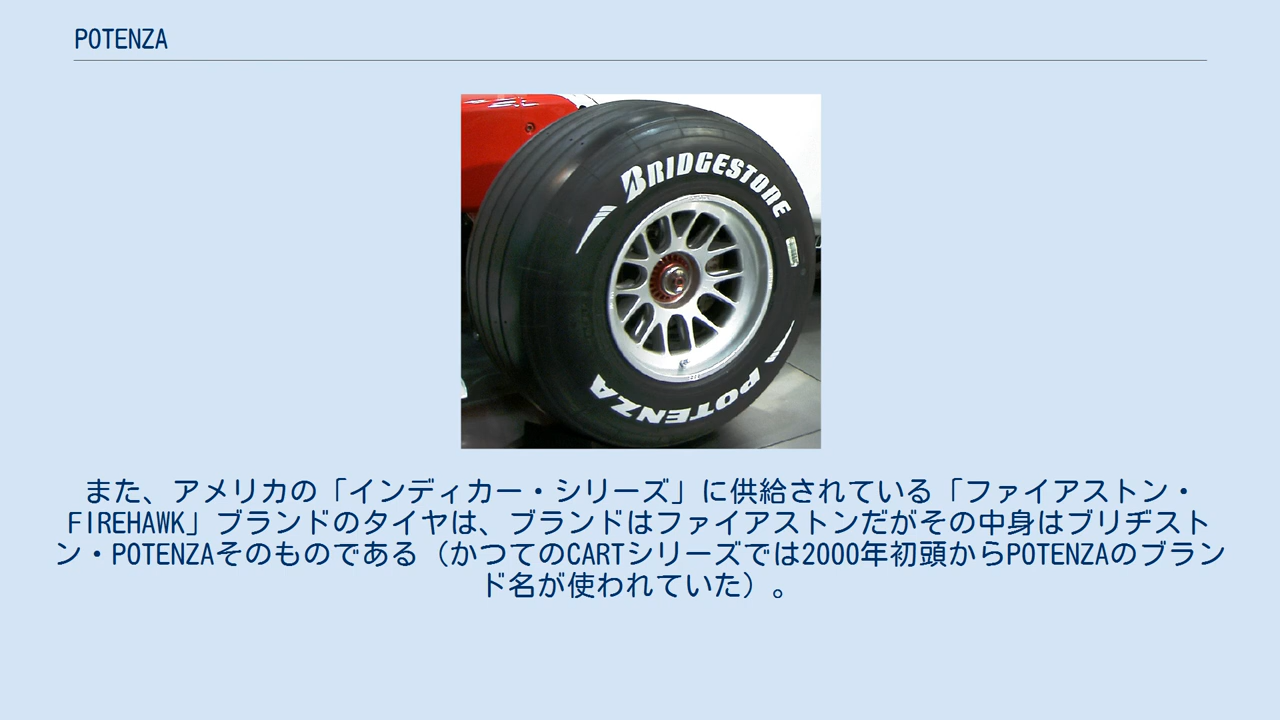 POTENZA
BRIDGESTONE
POTENZA
また、アメリカの「インディカー・シリーズ」に供給されている「ファイアストン・
FIREHAWK」ブランドのタイヤは、ブランドはファイアストンだがその中身はブリヂスト
ン・POTENZAそのものである（かつてのCARTシリーズでは2000年初頭からPOTENZAのブラン
ド名が使われていた）。